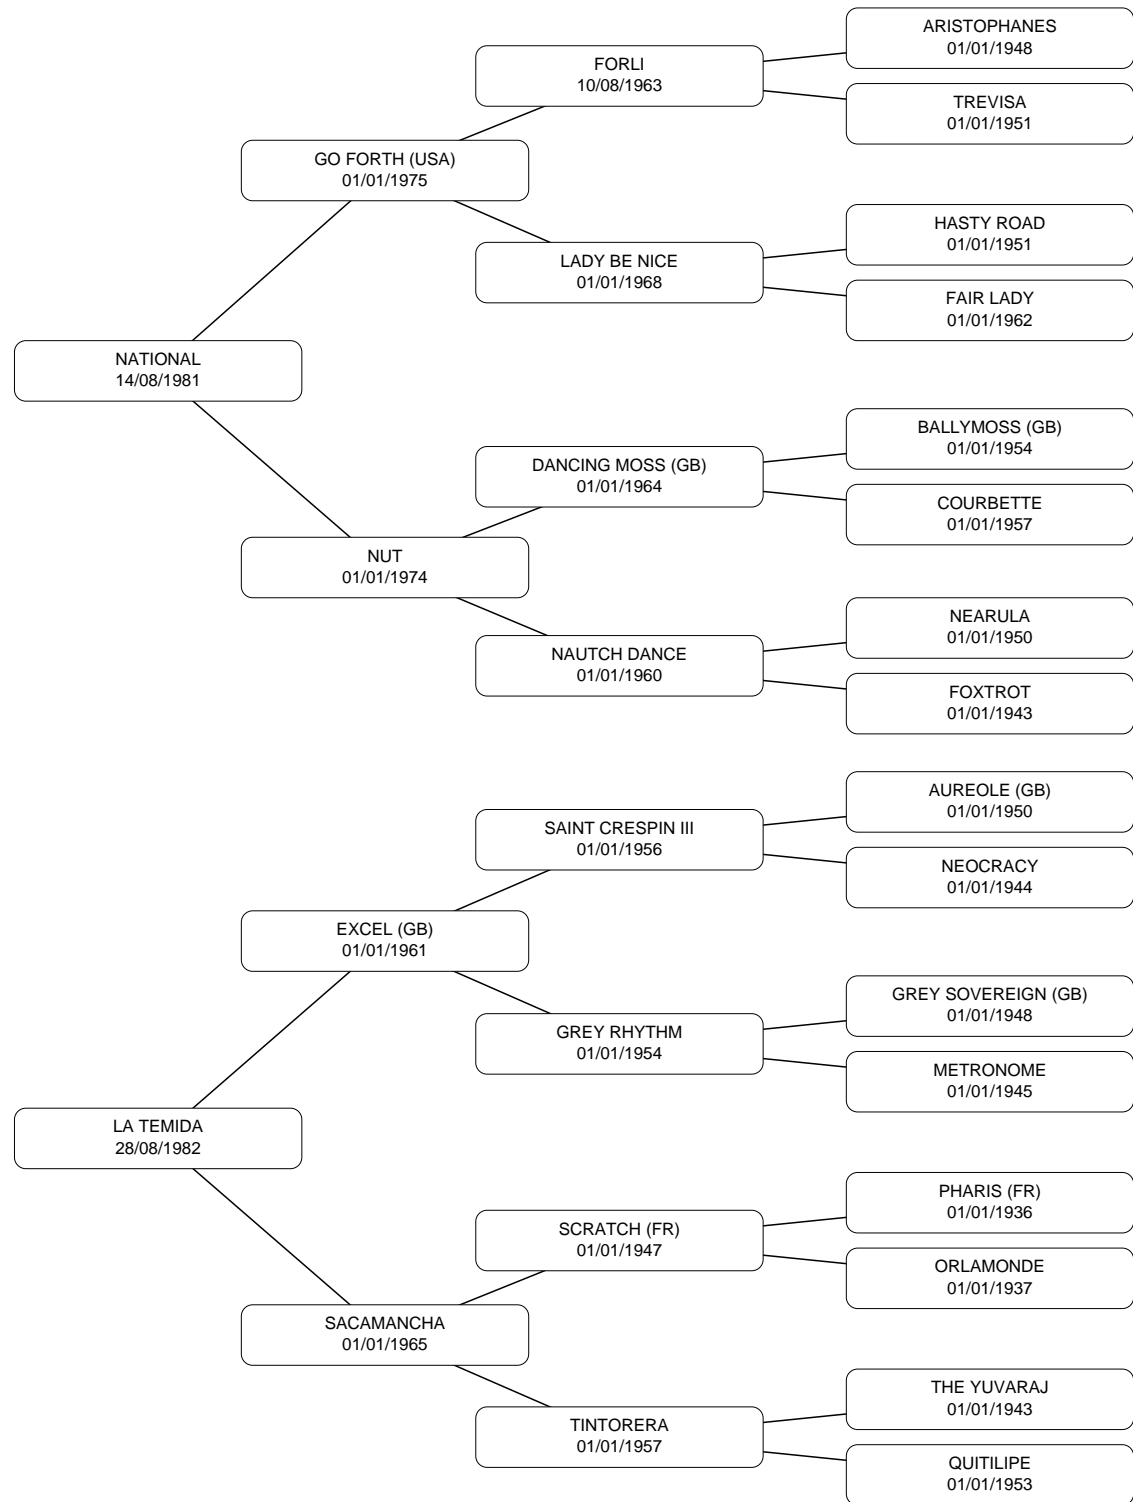 ARISTOPHANES
01/01/1948
FORLI
10/08/1963
TREVISA
01/01/1951
GO FORTH (USA)
01/01/1975
HASTY ROAD
01/01/1951
LADY BE NICE
01/01/1968
FAIR LADY
01/01/1962
NATIONAL
14/08/1981
BALLYMOSS (GB)
01/01/1954
DANCING MOSS (GB)
01/01/1964
COURBETTE
01/01/1957
NUT
01/01/1974
NEARULA
01/01/1950
NAUTCH DANCE
01/01/1960
FOXTROT
01/01/1943
AUREOLE (GB)
01/01/1950
SAINT CRESPIN III
01/01/1956
NEOCRACY
01/01/1944
EXCEL (GB)
01/01/1961
GREY SOVEREIGN (GB)
01/01/1948
GREY RHYTHM
01/01/1954
METRONOME
01/01/1945
LA TEMIDA
28/08/1982
PHARIS (FR)
01/01/1936
SCRATCH (FR)
01/01/1947
ORLAMONDE
01/01/1937
SACAMANCHA
01/01/1965
THE YUVARAJ
01/01/1943
TINTORERA
01/01/1957
QUITILIPE
01/01/1953